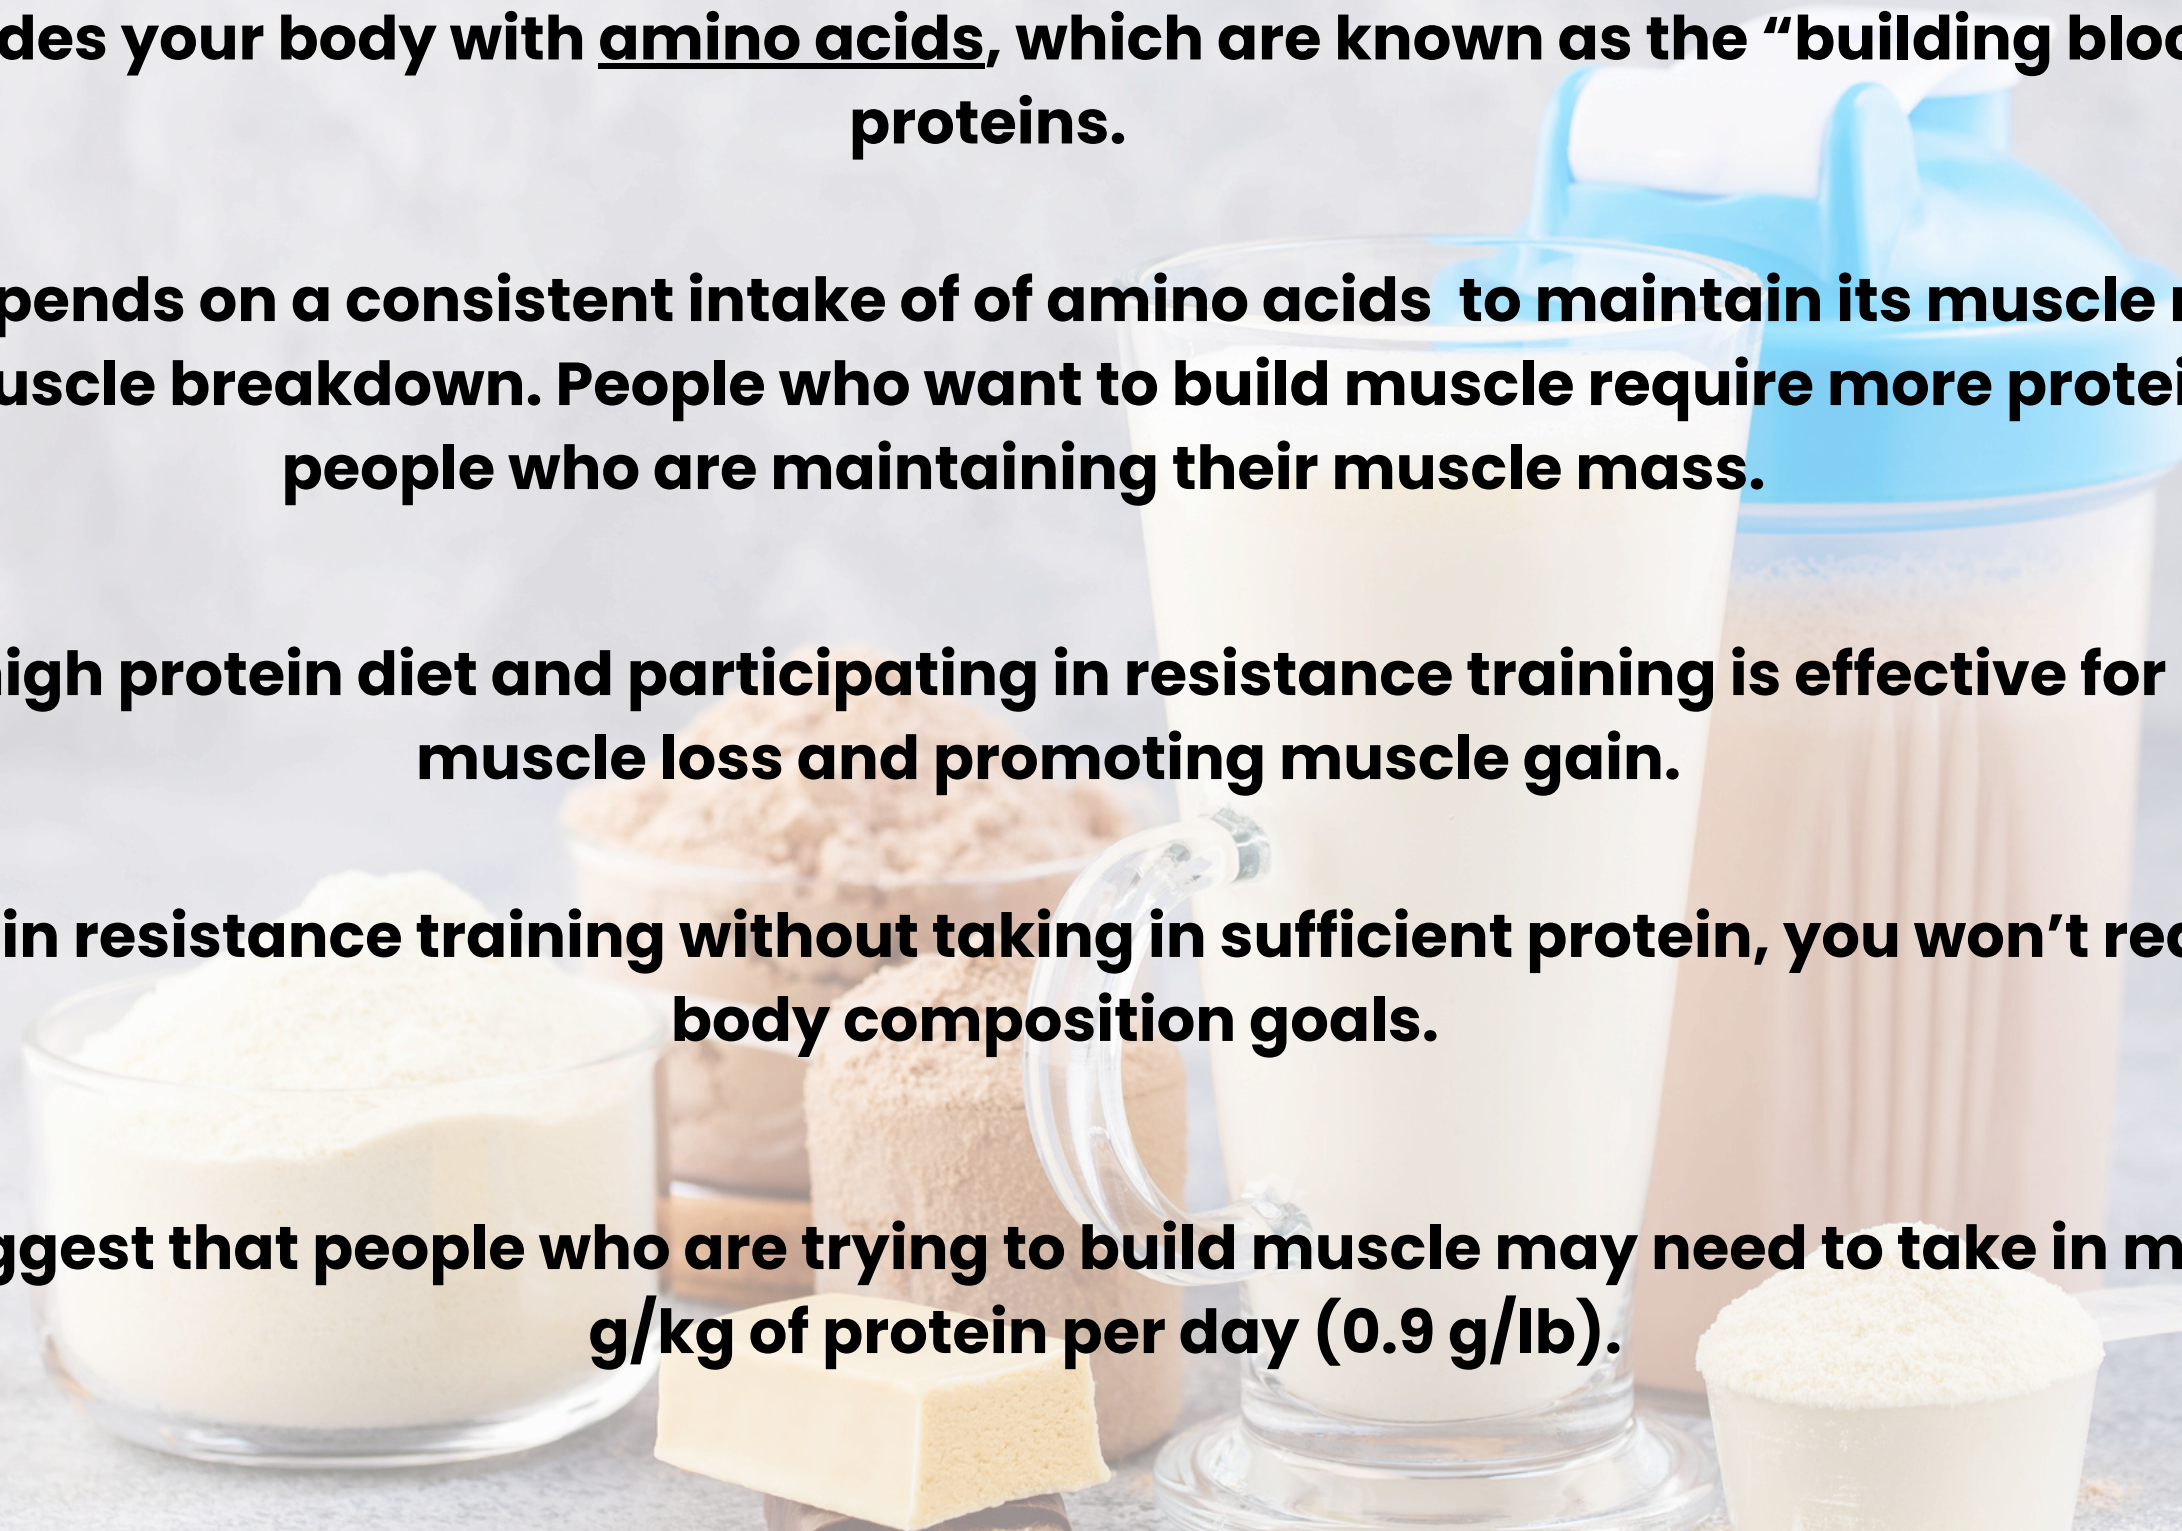 des your body with amino acids, which are known as the “building bloc
proteins.
pends on a consistent intake of of amino acids to maintain its muscle
uscle breakdown. People who want to build muscle require more protei
people who are maintaining their muscle mass.
igh protein diet and participating in resistance training is effective for
muscle loss and promoting muscle gain.
in resistance training without taking in sufficient protein, you won’t rea
body composition goals.
ggest that people who are trying to build muscle may need to take in m
g/kg of protein per day (0.9 g/lb).